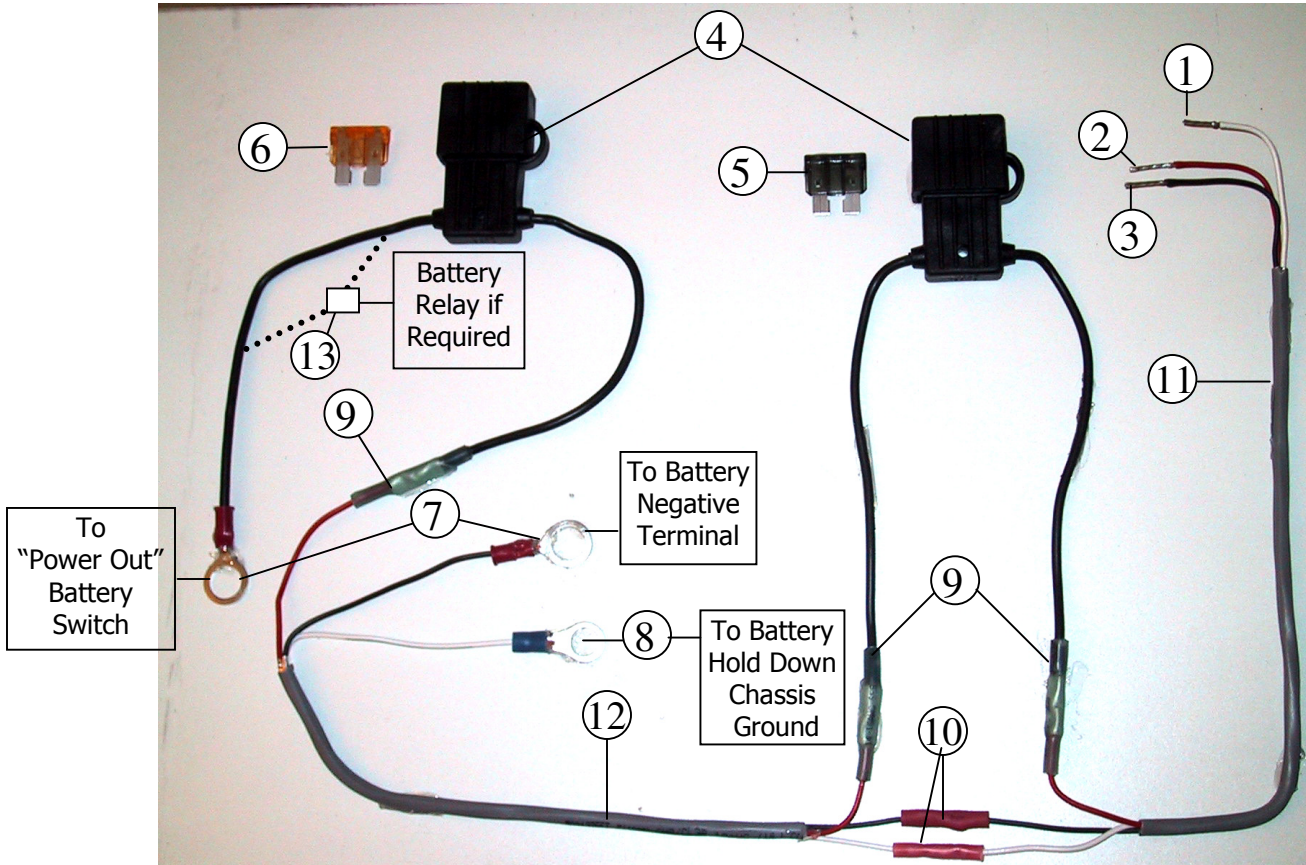 4
1
6
2
5
3
Battery
Relay if
Required
13
11
9
To Battery
Negative
Terminal
7
To
“Power Out”
Battery
Switch
9
8
To Battery
Hold Down
Chassis
Ground
12
10